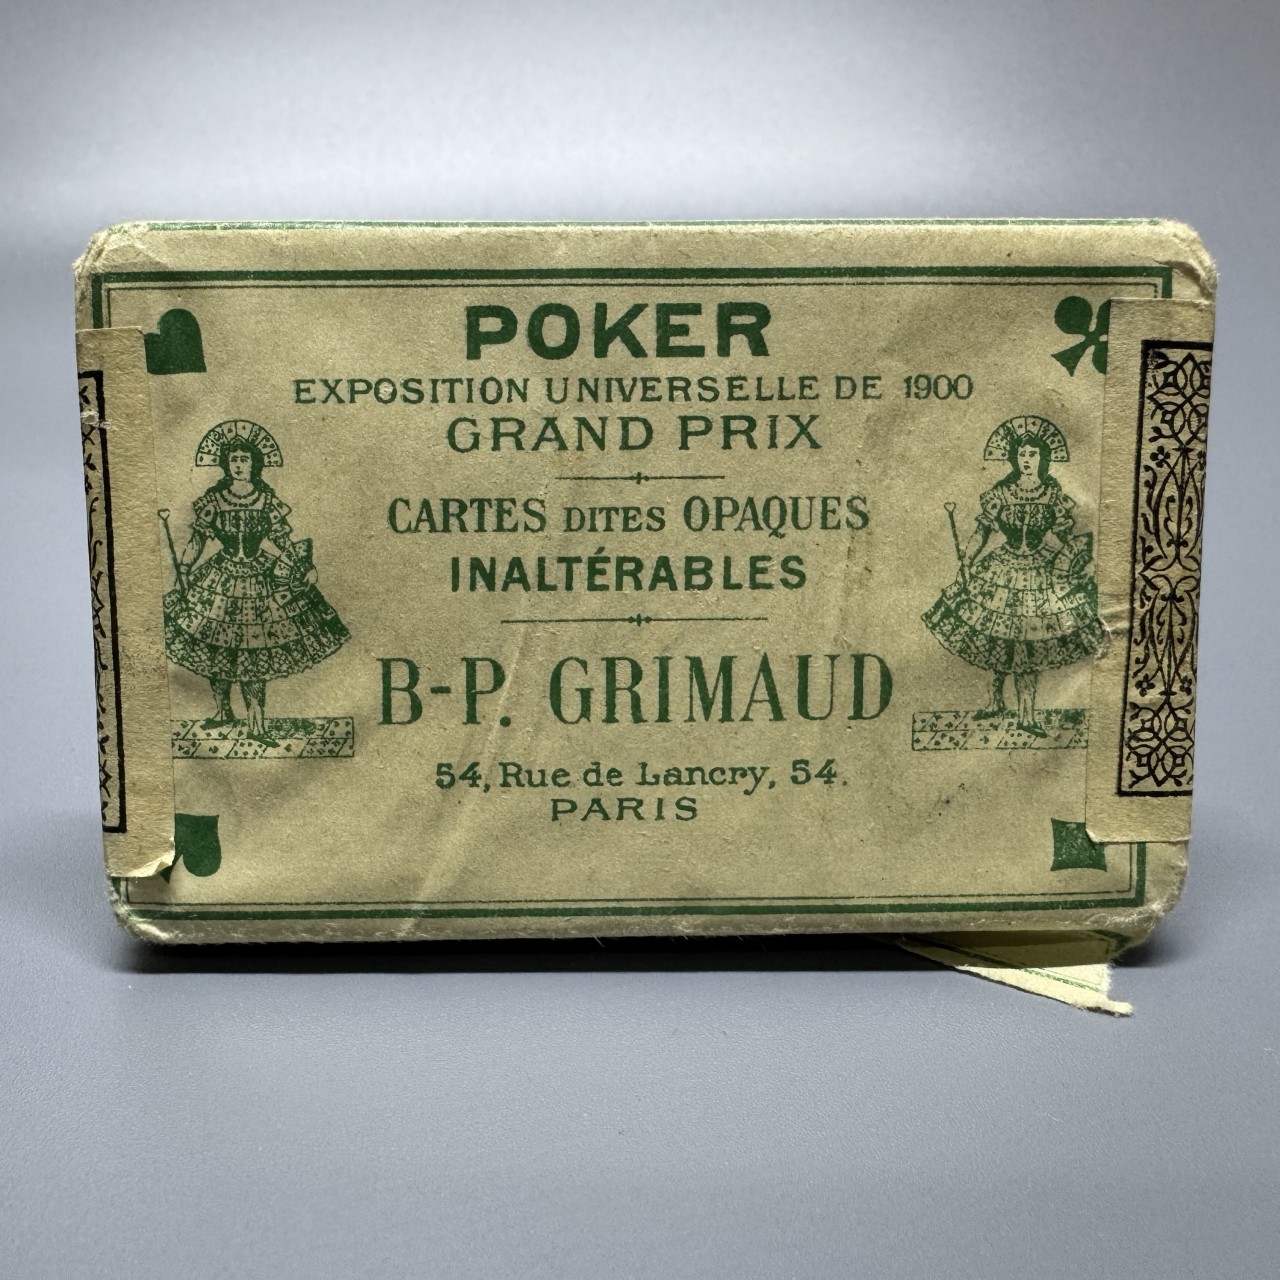 POKER
EXPOSITION UNIVERSELLE DE 1900
GRAND PRIX
CARTES DITES OPAQUES
INALTÉRABLES
B-P. GRIMAUD
54, Rue de Lancry, 54.
PARIS